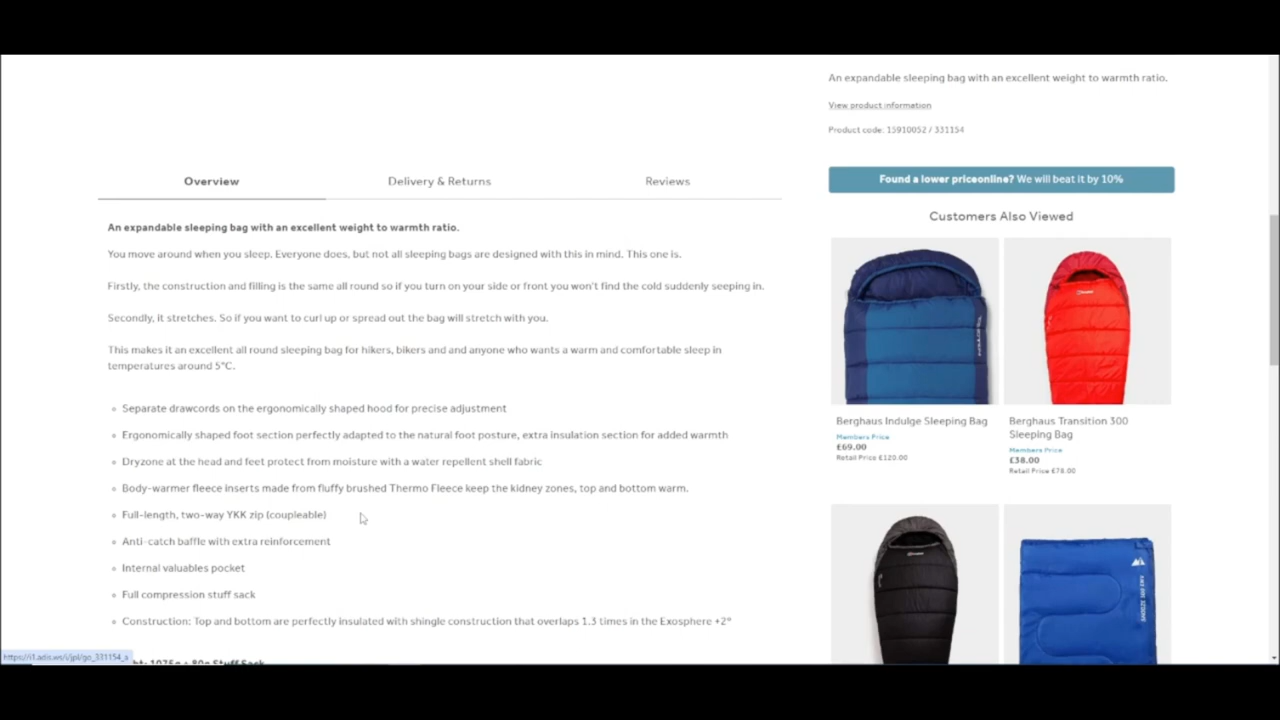 An expandable sleeping bag with an excellent weight to warmth ratio.
View product information
Product code: 15910052 / 331154
Found a lower priceonline? We will beat it by 10%
Overview
Delivery & Returns
Reviews
An expandable sleeping bag with an excellent weight to warmth ratio.
You move around when you sleep. Everyone does, but not all sleeping bags are designed with this in mind. This one is.
Firstly, the construction and filling is the same all round so if you turn on your side or front you won't find the cold suddenly seeping in.
Secondly, it stretches. So if you want to curl up or spread out the bag will stretch with you.
This makes it an excellent all round sleeping bag for hikers, bikers and and anyone who wants a warm and comfortable sleep in
temperatures around 5°C.
Separate drawcords on the ergonomically shaped hood for precise adjustment
Ergonomically shaped foot section perfectly adapted to the natural foot posture, extra insulation section for added warmth
Dryzone at the head and feet protect from moisture with a water repellent shell fabric
Body-warmer fleece inserts made from fluffy brushed Thermo Fleece keep the kidney zones, top and bottom warm.
Full-length, two-way YKK zip (coupleable)
Anti-catch baffle with extra reinforcement
Internal valuables pocket
Full compression stuff sack
Construction: Top and bottom are perfectly insulated with shingle construction that overlaps 1.3 times in the Exosphere +2°
Customers Also Viewed
Berghaus Indulge Sleeping Bag
Members Price
£69.00
Retail Price £120.00
Berghaus Transition 300
Sleeping Bag
Members Price
£38.00
Retail Price £78.00